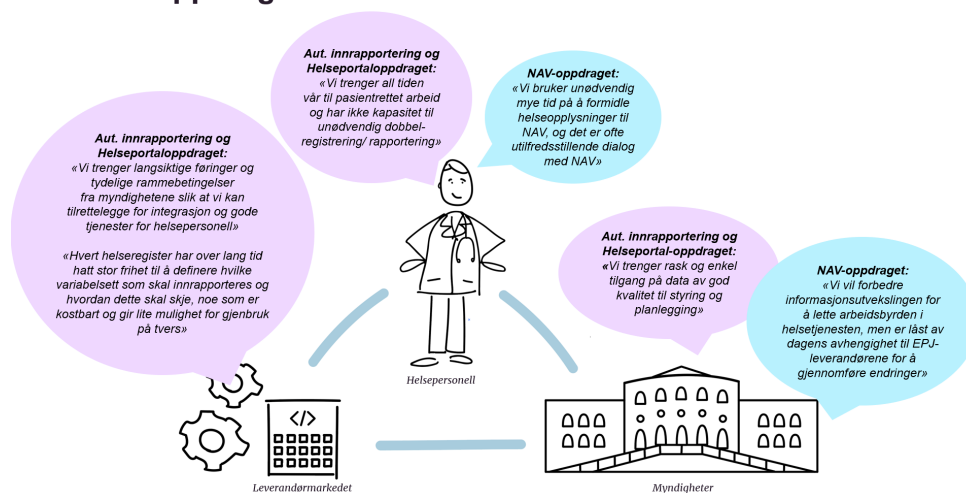 Aut. innrapportering og
Helseportaloppdraget:
«Vi trenger all tiden
vår til pasientrettet arbeid
og har ikke kapasitet til
unødvendig dobbel-
registrering/ rapportering»
NAV-oppdraget:
«Vi bruker unødvendig
mye tid på å formidle
helseopplysninger til
NAV, og det er ofte
utilfredsstillende dialog
med NAV»
Aut. innrapportering og
Helseportaloppdraget:
«Vi trenger langsiktige føringer og
tydelige rammebetingelser
fra myndighetene slik at vi kan
tilrettelegge for integrasjon og gode
tjenester for helsepersonell»
«Hvert helseregister har over lang tid
hatt stor frihet til å definere hvilke
variabelsett som skal innrapporteres og
hvordan dette skal skje, noe som er
kostbart og gir lite mulighet for gjenbruk
på tvers»
Aut. innrapportering og
Helseportal-oppdraget:
«Vi trenger rask og enkel
tilgang på data av god
kvalitet til styring og
planlegging»
NAV-oppdraget:
«Vi vil forbedre
informasjonsutvekslingen for
å lette arbeidsbyrden i
helsetjenesten, men er låst av
dagens avhengighet til EPJ-
leverandørene for å
gjennomføre endringer»
Helsepersonell
</>
Leverandørmarkedet
Myndigheter